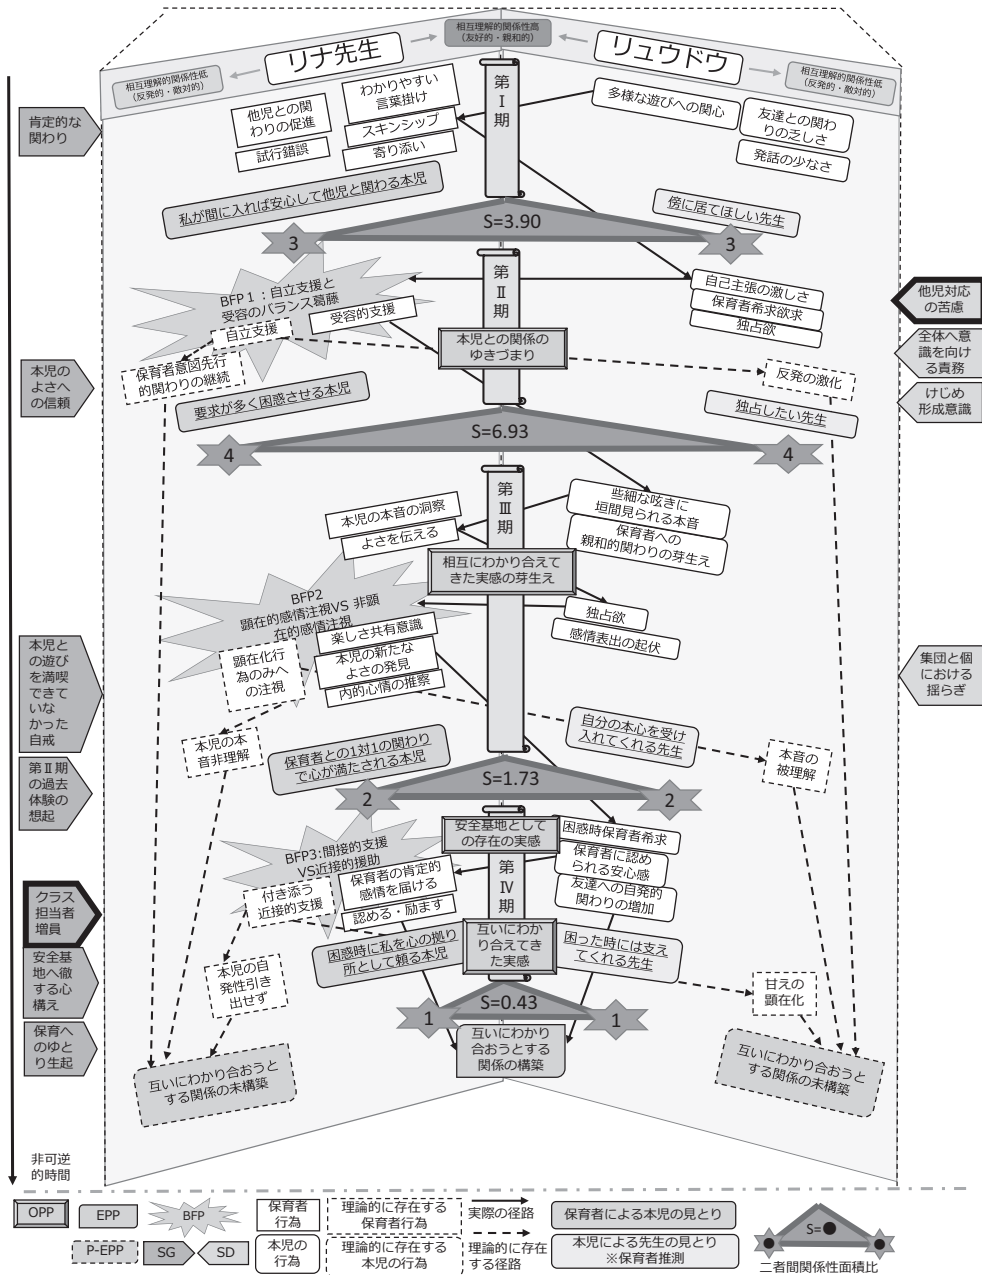 相互理解的関係性高
(友好的・親和的)
リナ先生
リュウドウ
相互理解的関係性低
(反発的・敵対的)
相互理解的関係性低
(反発的・敵対的)
肯定的な
関わり
第
Ⅰ
期
他児との関
わりの促進
試行錯誤
わかりやすい
言葉掛け
スキンシップ
寄り添い
多様な遊びへの関心
友達との関わ
りの乏しさ
発話の少なさ
私が間に入れば安心して他児と関わる本児
傍に居てほしい先生
S=3.90
3
3
第
Ⅱ
期
BFP1:自立支援と
受容のバランス葛藤
自立支援
受容的支援
保育者意図先行
的関わりの継続
本児との関係の
ゆきづまり
自己主張の激しさ
保育者希求欲求
独占欲
反発の激化
他児対応
の苦慮
全体へ意
識を向け
る責務
けじめ
形成意識
本児の
よさへ
の信頼
要求が多く困惑させる本児
独占したい先生
S=6.93
4
4
第
Ⅲ
期
本児の本音の洞察
よさを伝える
些細な呟きに
垣間見られる本音
保育者への
親和的関わりの芽生え
相互にわかり合えて
きた実感の芽生え
BFP2
顕在的感情注視VS 非顕
在的感情注視
楽しさ共有意識
本児の新たな
よさの発見
内的心情の推察
顕在化行
為のみへ
の注視
独占欲
感情表出の起伏
本児と
の遊び
を満喫
できて
いな
かった
自戒
集団と個
における
揺らぎ
本児の本
音非理解
保育者との1対1の関わり
で心が満たされる本児
自分の本心を受け
入れてくれる先生
本音の
被理解
第Ⅱ期
の過去
体験の
想起
S=1.73
2
2
安全基地として
の存在の実感
第
Ⅳ
期
BFP3:間接的支援
VS近接的援助
付き添う
近接的支援
保育者の肯定的
感情を届ける
認める・励ます
困惑時保育者希求
保育者に認め
られる安心感
友達への自発的
関わりの増加
クラス
担当者
増員
互いにわか
り合えてき
た実感
困惑時に私を心の拠り
所として頼る本児
困った時には支え
てくれる先生
安全基
地へ徹
する心
構え
本児の自
発性引き
出せず
甘えの
顕在化
S=0.43
1
1
保育へ
のゆと
り生起
互いにわかり
合おうとする
関係の構築
互いにわかり合おうと
する関係の未構築
互いにわかり合おうと
する関係の未構築
非可逆
的時間
OPP
EPP
BFP
保育者
行為
理論的に存在する
保育者行為
実際の径路
保育者による本児の見とり
P-EPP
SG
SD
本児の
行為
理論的に存在する
本児の行為
理論的に存在
する径路
本児による先生の見とり
※保育者推測
S=●
二者間関係性面積比